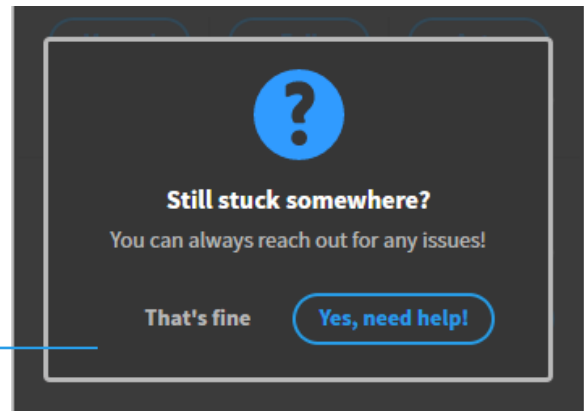 ?
Still stuck somewhere?
You can always reach out for any issues!
That's fine
Yes, need help!